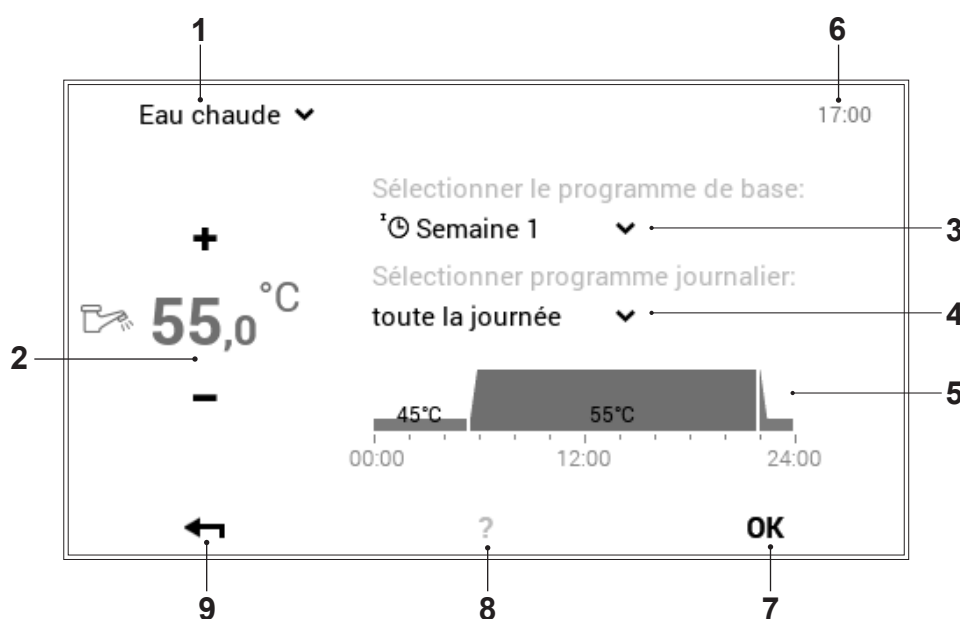 1
6
Eau chaude
17:00
Sélectionner le programme de base:
I Semaine 1
3
+
Sélectionner programme journalier:
55,0 °C
toute la journée
4
2
−
5
45°C 55°C
00:00 12:00 24:00
? OK
9 8 7